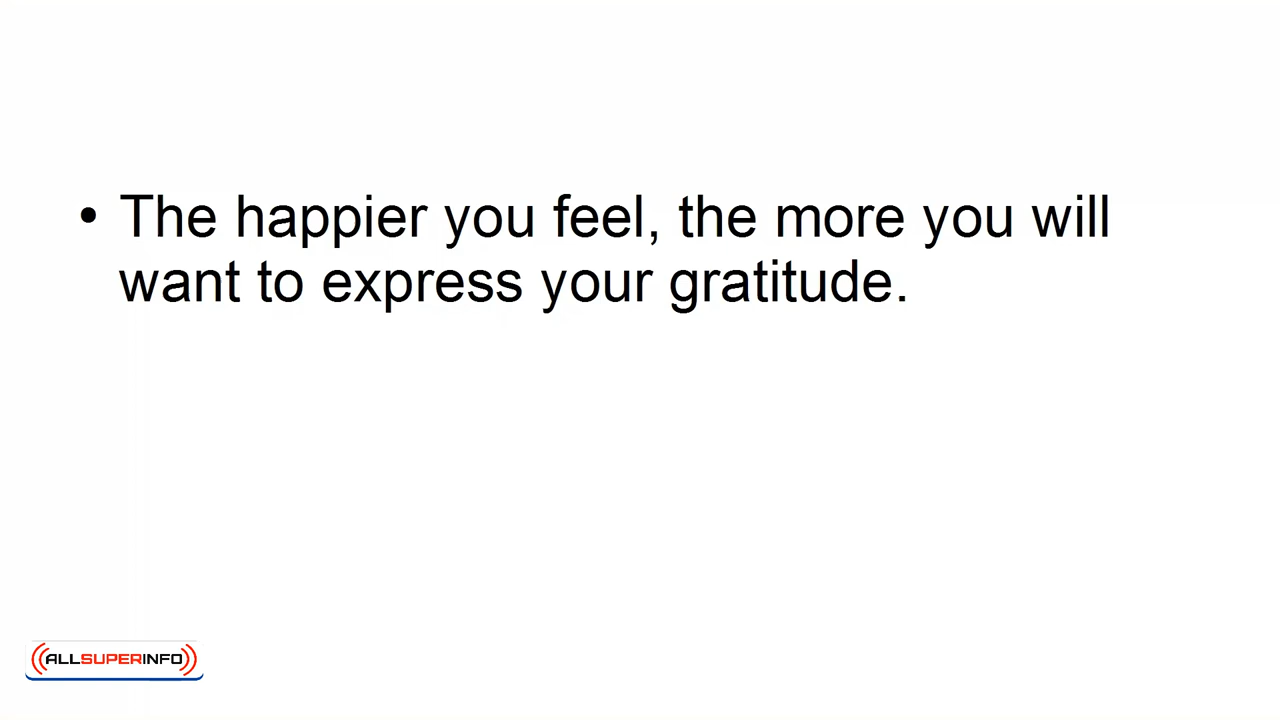 • The happier you feel, the more you will
want to express your gratitude.
ALLSUPERINFO